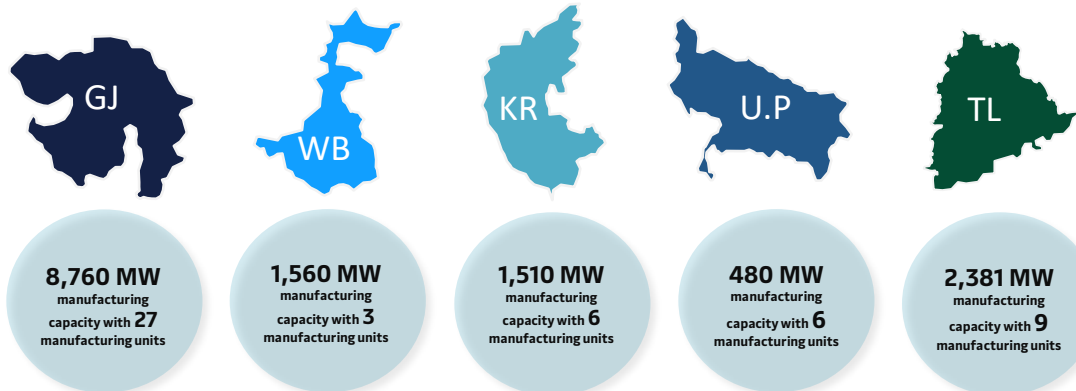 GJ
WB
KR
U.P
TL
8,760 MW
manufacturing
capacity with 27
manufacturing units
1,560 MW
manufacturing
capacity with 3
manufacturing units
1,510 MW
manufacturing
capacity with 6
manufacturing units
480 MW
manufacturing
capacity with 6
manufacturing units
2,381 MW
manufacturing
capacity with 9
manufacturing units